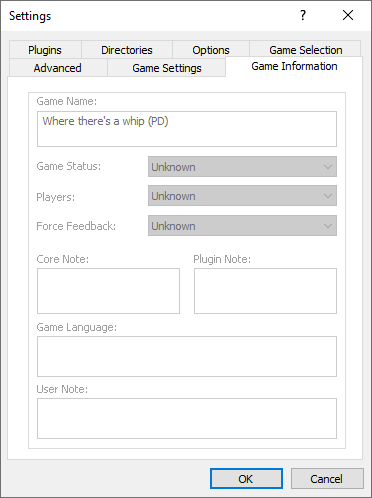 Settings
?
Plugins Directories Options Game Selection
Advanced Game Settings Game Information
Game Name:
Where there's a whip (PD)
Game Status: Unknown
Players: Unknown
Force Feedback: Unknown
Core Note: Plugin Note:
Game Language:
User Note:
OK Cancel